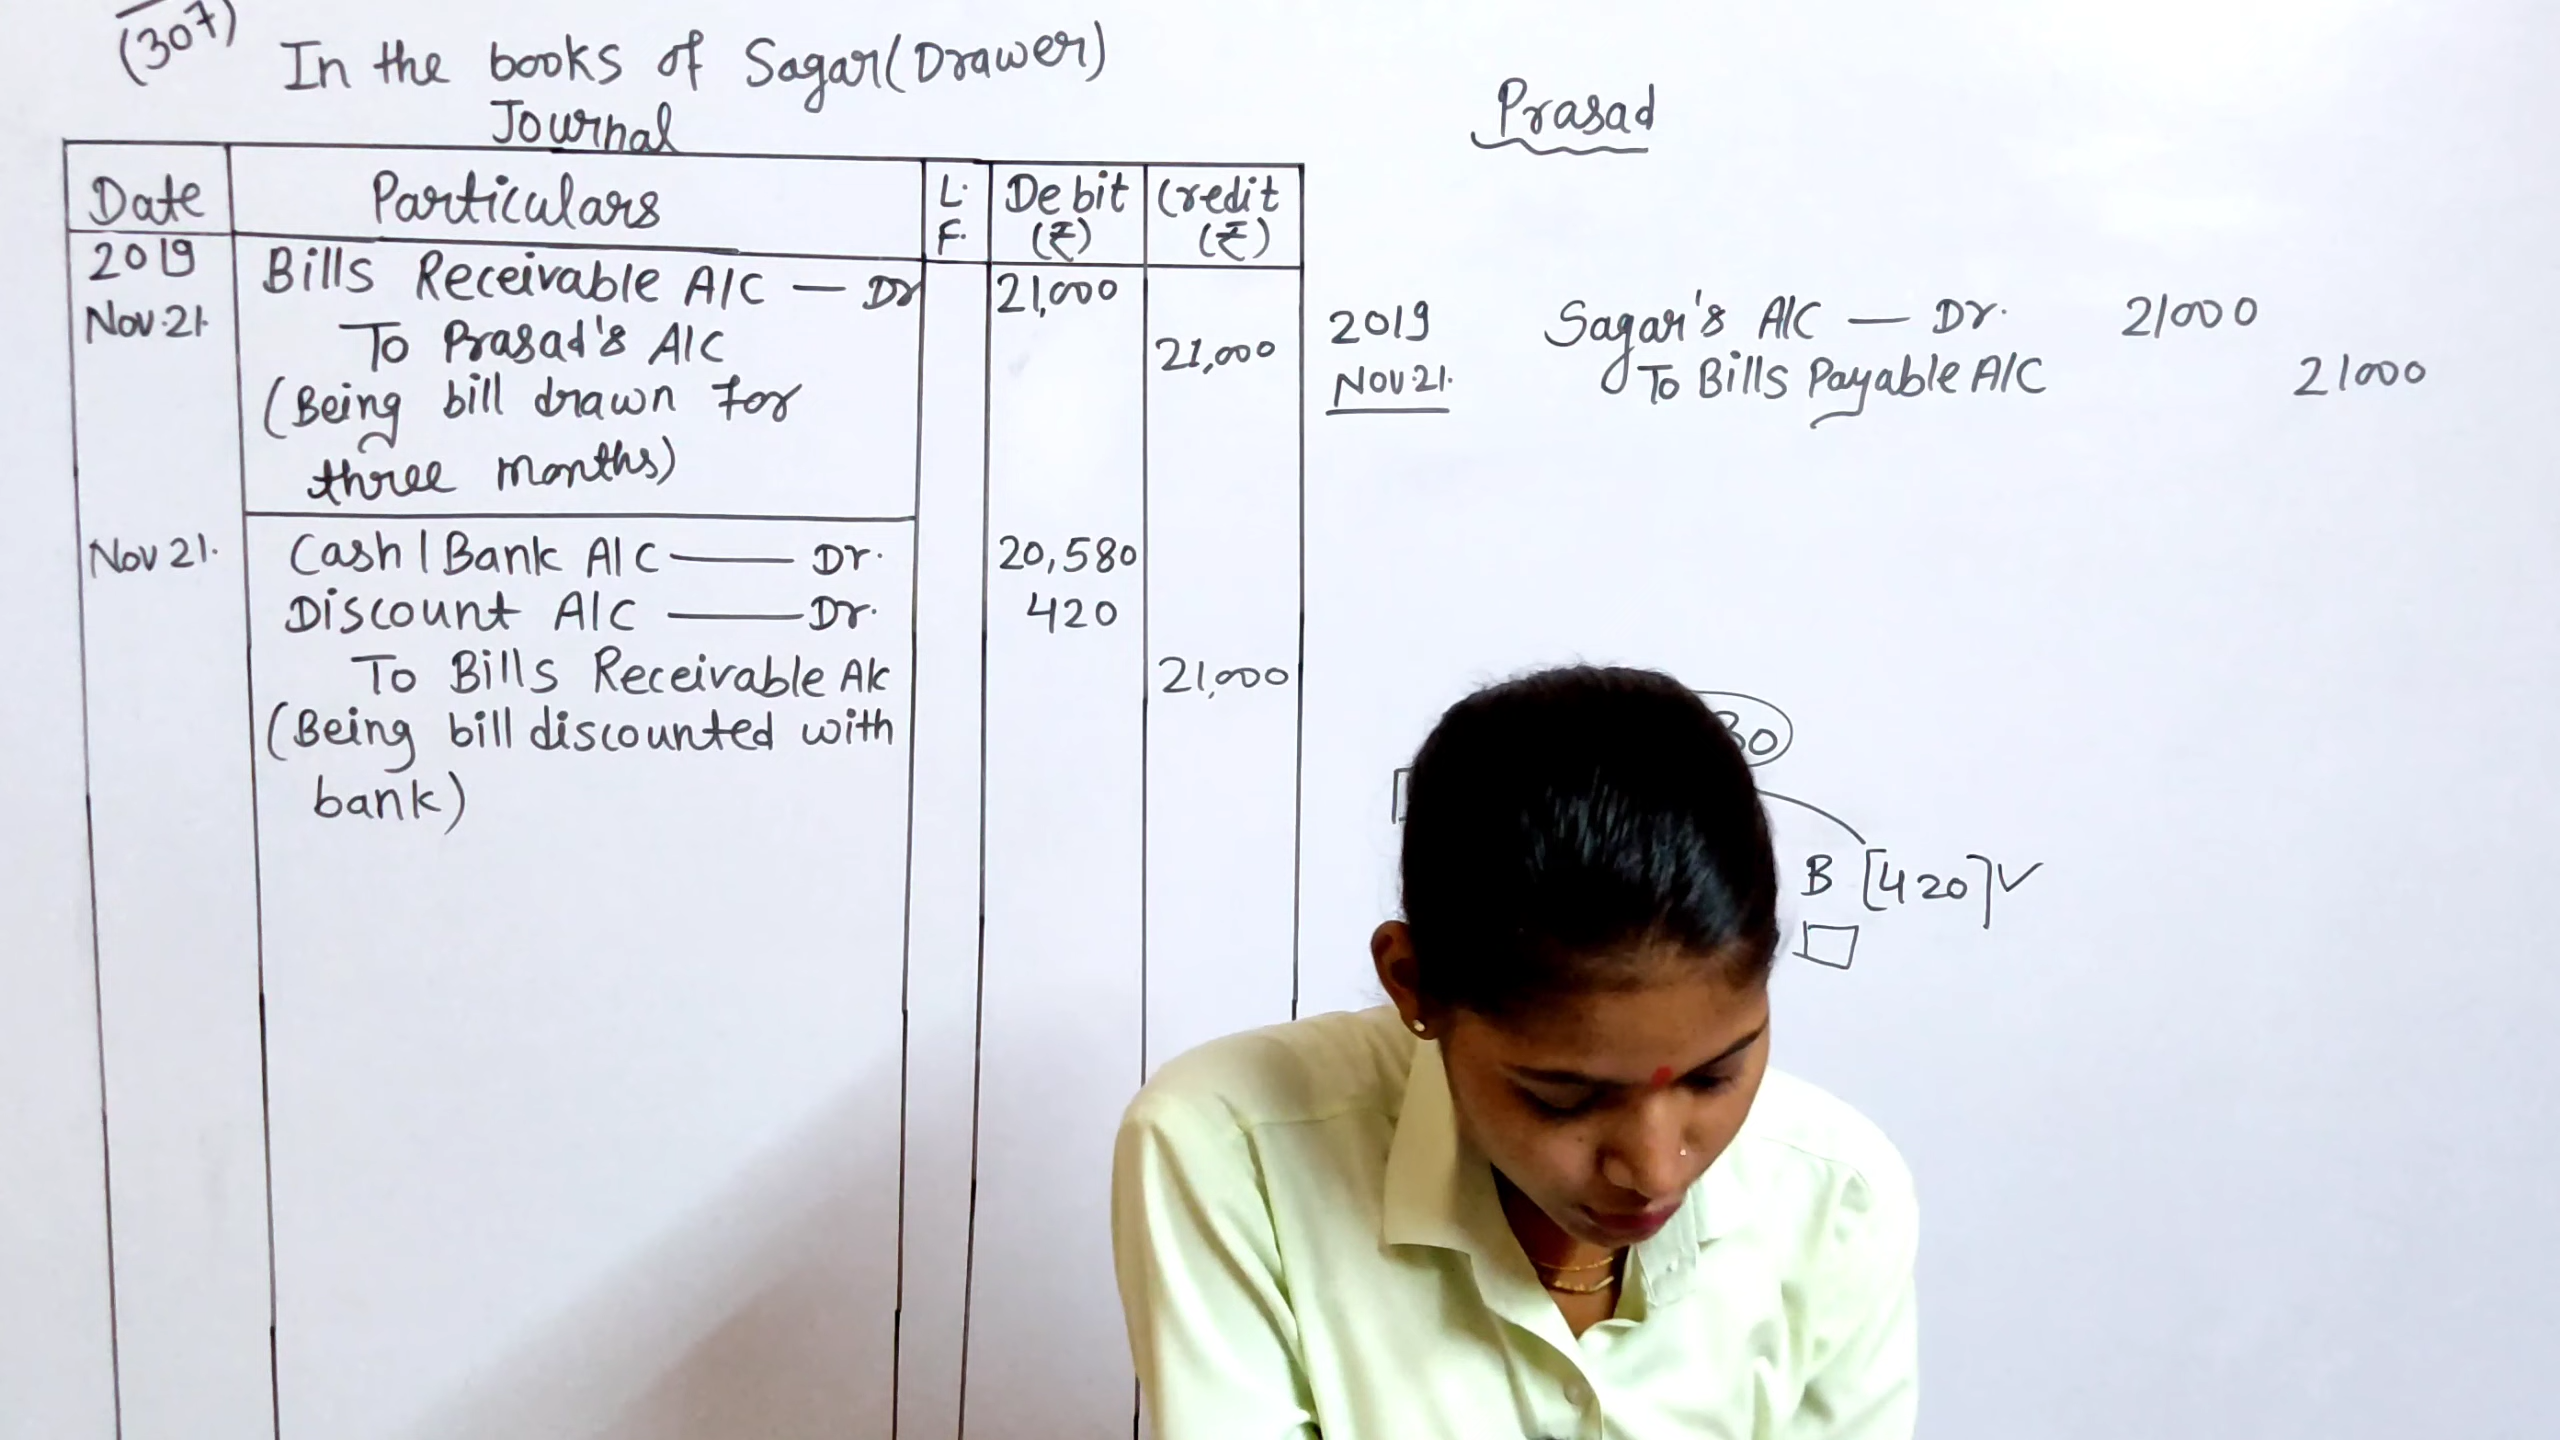 (307)
In the books of Sagar(Drawer)
Journal
Date Particulars L.F. Debit (₹) Credit (₹)
2019 Bills Receivable A/C — Dr 21,000
Nov.21. To Prasad's A/C 21,000
(Being bill drawn for
three months)
Nov 21. Cash/Bank A/C —— Dr. 20,580
Discount A/C —— Dr. 420
To Bills Receivable A/c 21,000
(Being bill discounted with
bank)
Prasad
2019 Sagar's A/C — Dr. 21000
Nov.21. To Bills Payable A/C 21000
B [420]✓